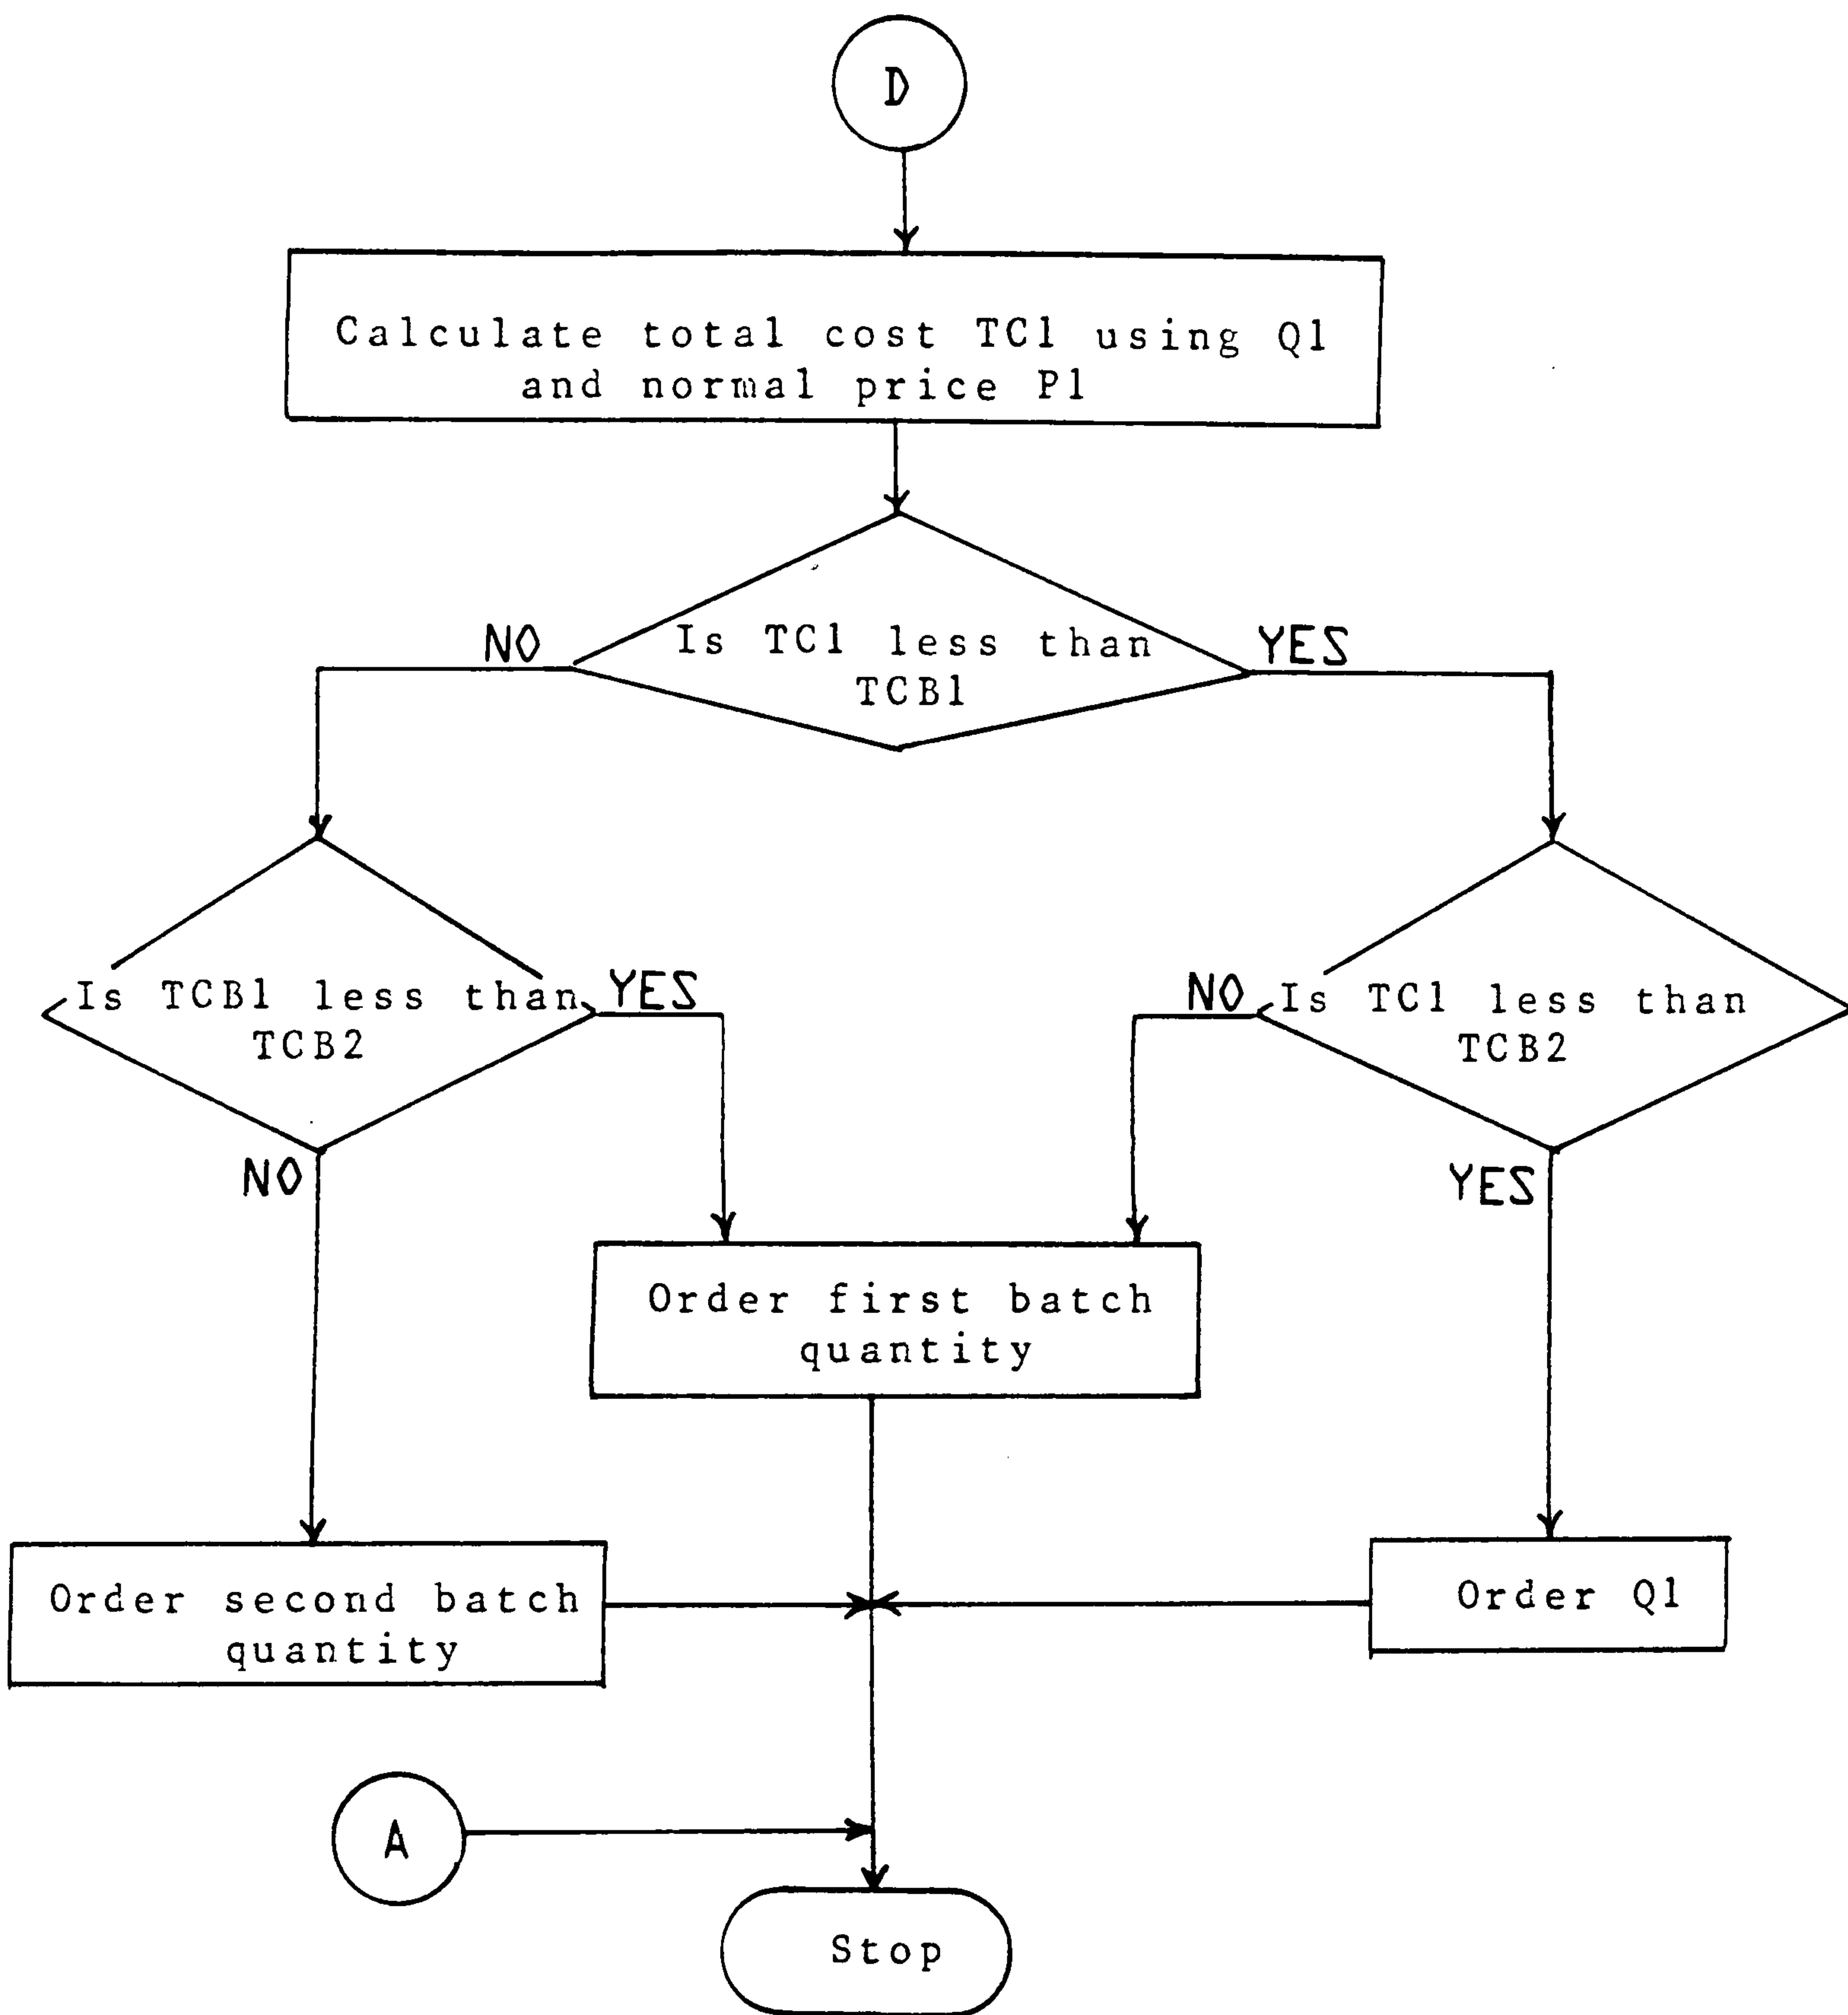 D
Calculate total cost TC1 using Q1
and normal price P1
NO
Is TC1 less than
TCB1
YES
Is TCB1 less than
TCB2
YES
NO
NO
Is TC1 less than
TCB2
YES
Order first batch
quantity
Order second batch
quantity
Order Q1
A
Stop